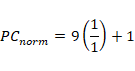 PC_norm = 9(1/1) + 1